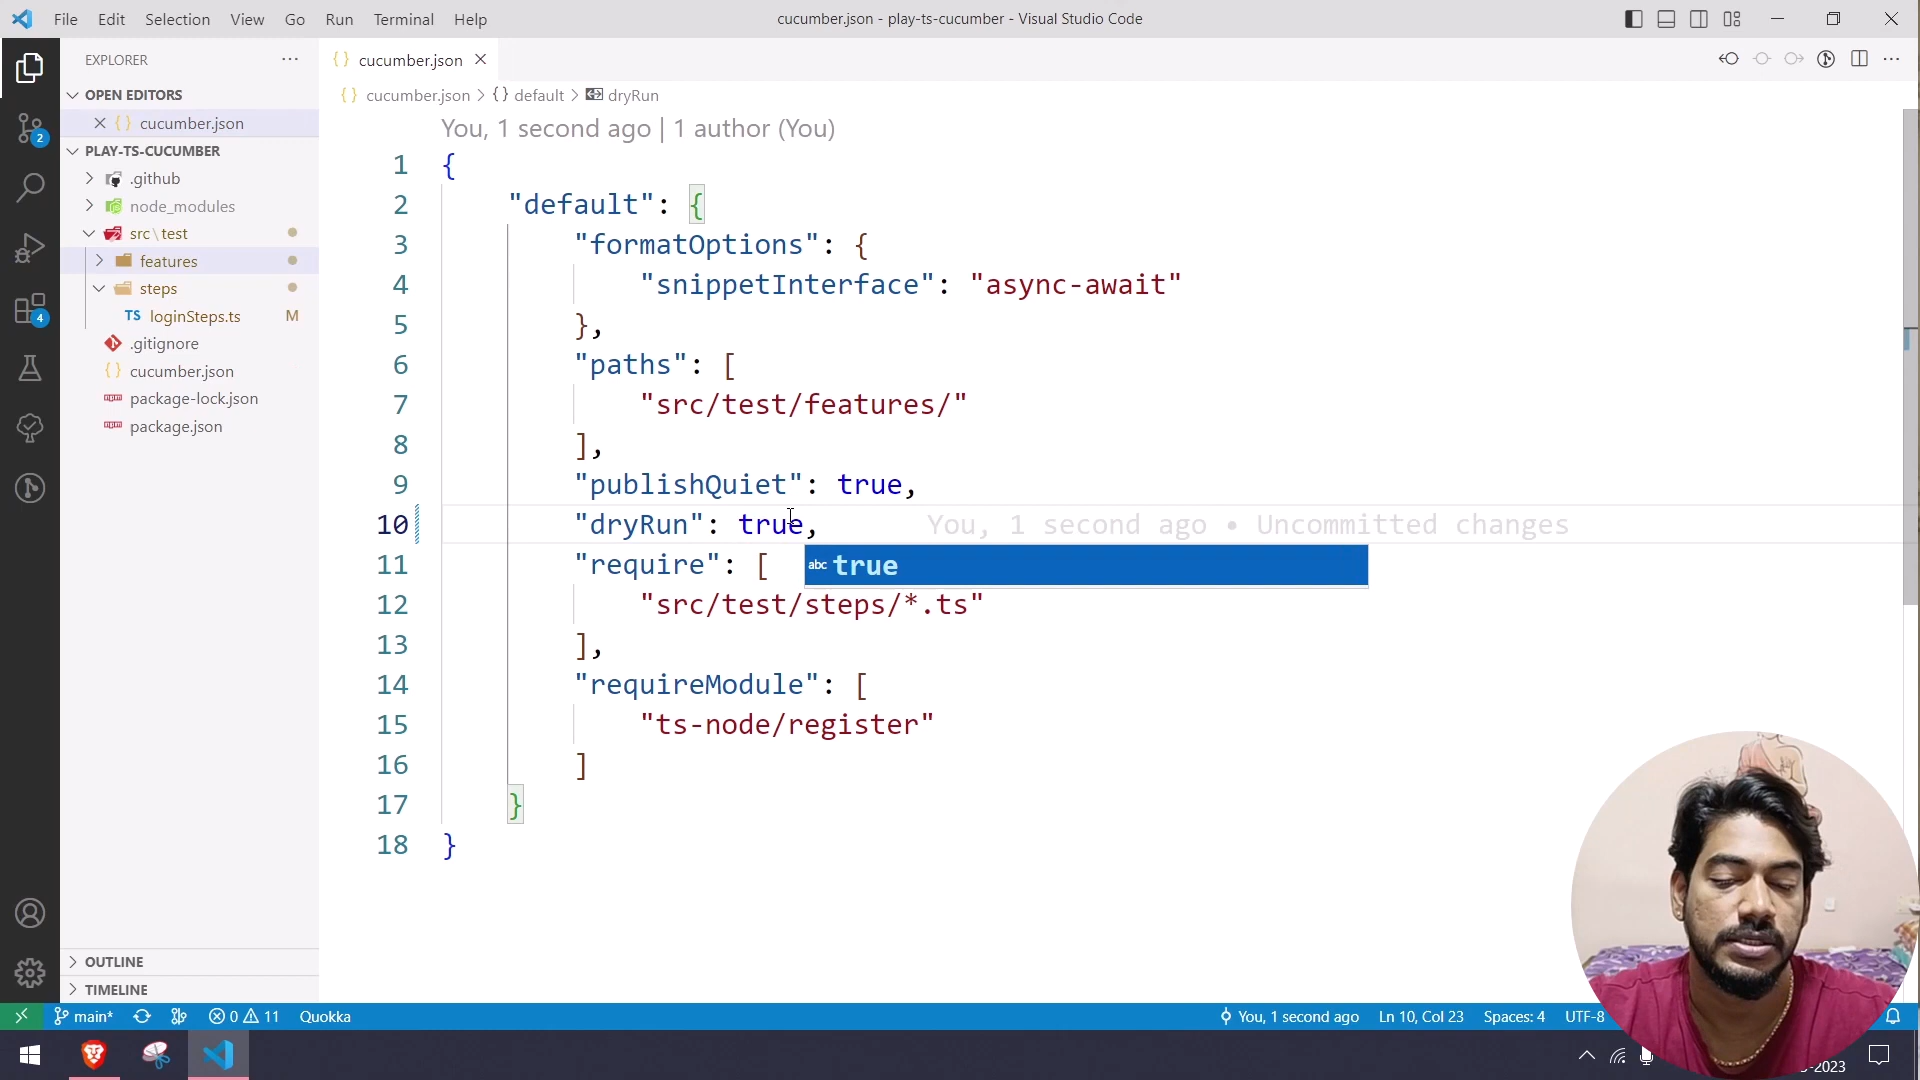 File Edit Selection View Go Run Terminal Help
cucumber.json - play-ts-cucumber - Visual Studio Code
EXPLORER
OPEN EDITORS
cucumber.json
PLAY-TS-CUCUMBER
.github
node_modules
src\test
features
steps
TS loginSteps.ts M
.gitignore
cucumber.json
package-lock.json
package.json
OUTLINE
TIMELINE
2
4
cucumber.json
cucumber.json > {} default > dryRun
You, 1 second ago | 1 author (You)
1 {
2 "default": {
3 "formatOptions": {
4 "snippetInterface": "async-await"
5 },
6 "paths": [
7 "src/test/features/"
8 ],
9 "publishQuiet": true,
10 "dryRun": true, You, 1 second ago • Uncommitted changes
11 "require": [
abc true
12 "src/test/steps/*.ts"
13 ],
14 "requireModule": [
15 "ts-node/register"
16 ]
17 }
18 }
main* 0 11 Quokka
You, 1 second ago Ln 10, Col 23 Spaces: 4 UTF-8
-2023